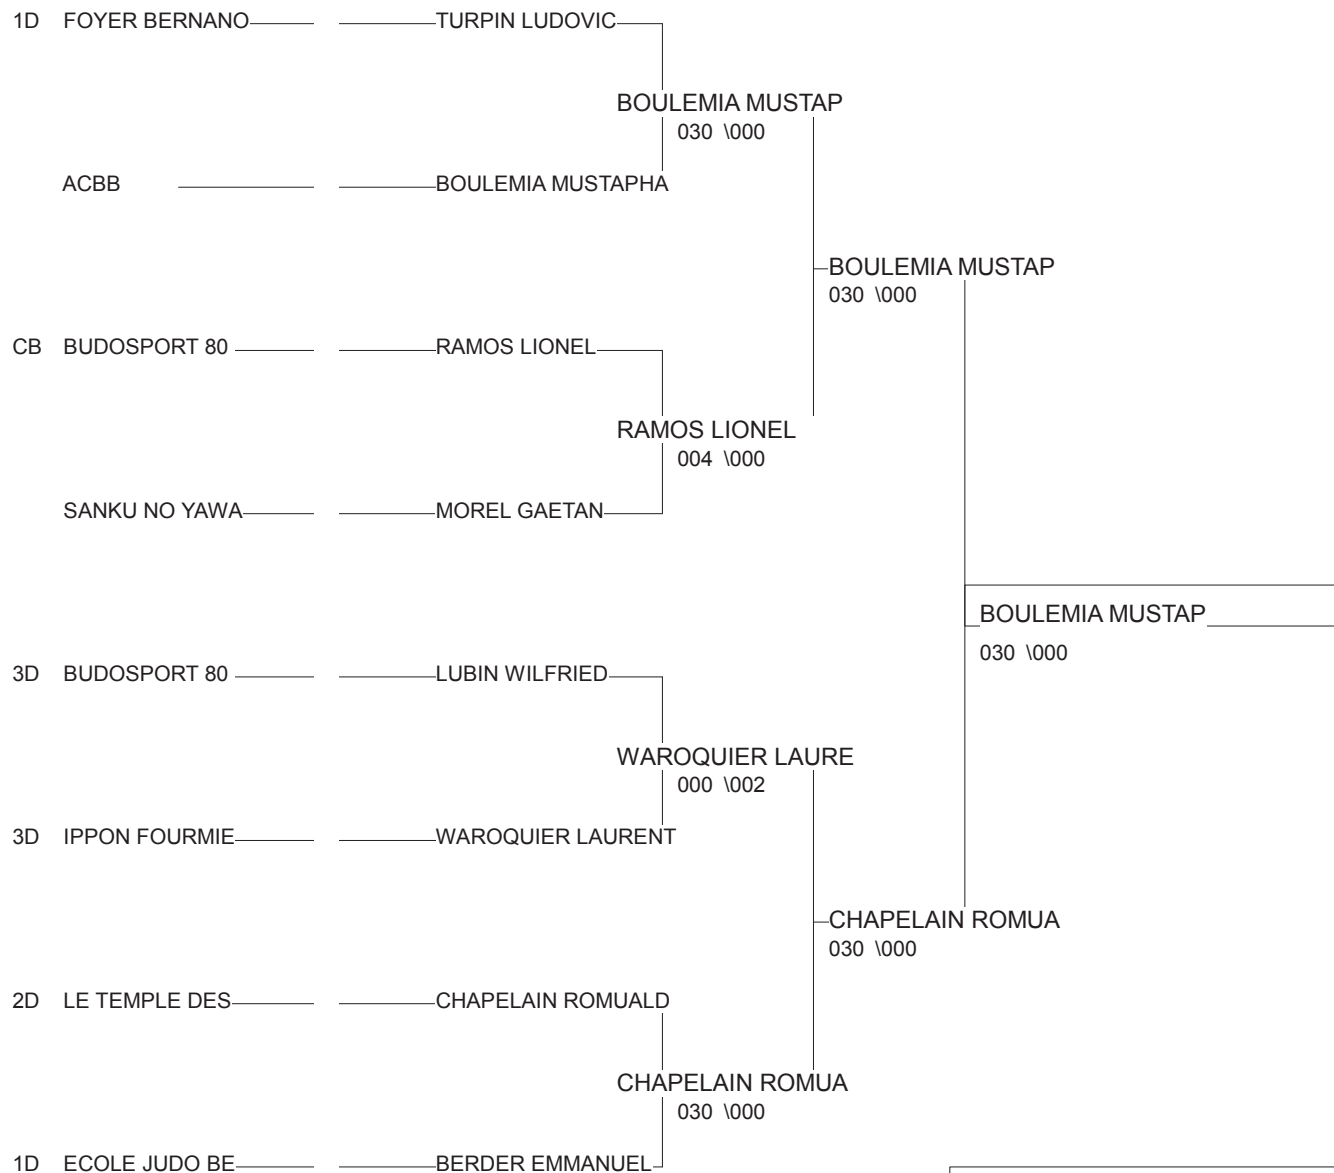 1D FOYER BERNANO TURPIN LUDOVIC
BOULEMIA MUSTAP
030 \000
ACBB BOULEMIA MUSTAPHA
BOULEMIA MUSTAP
030 \000
CB BUDOSPORT 80 RAMOS LIONEL
RAMOS LIONEL
004 \000
SANKU NO YAWA MOREL GAETAN
BOULEMIA MUSTAP
030 \000
3D BUDOSPORT 80 LUBIN WILFRIED
WAROQUIER LAURE
000 \002
3D IPPON FOURMIE WAROQUIER LAURENT
CHAPELAIN ROMUA
030 \000
2D LE TEMPLE DES CHAPELAIN ROMUALD
CHAPELAIN ROMUA
030 \000
1D ECOLE JUDO BE BERDER EMMANUEL